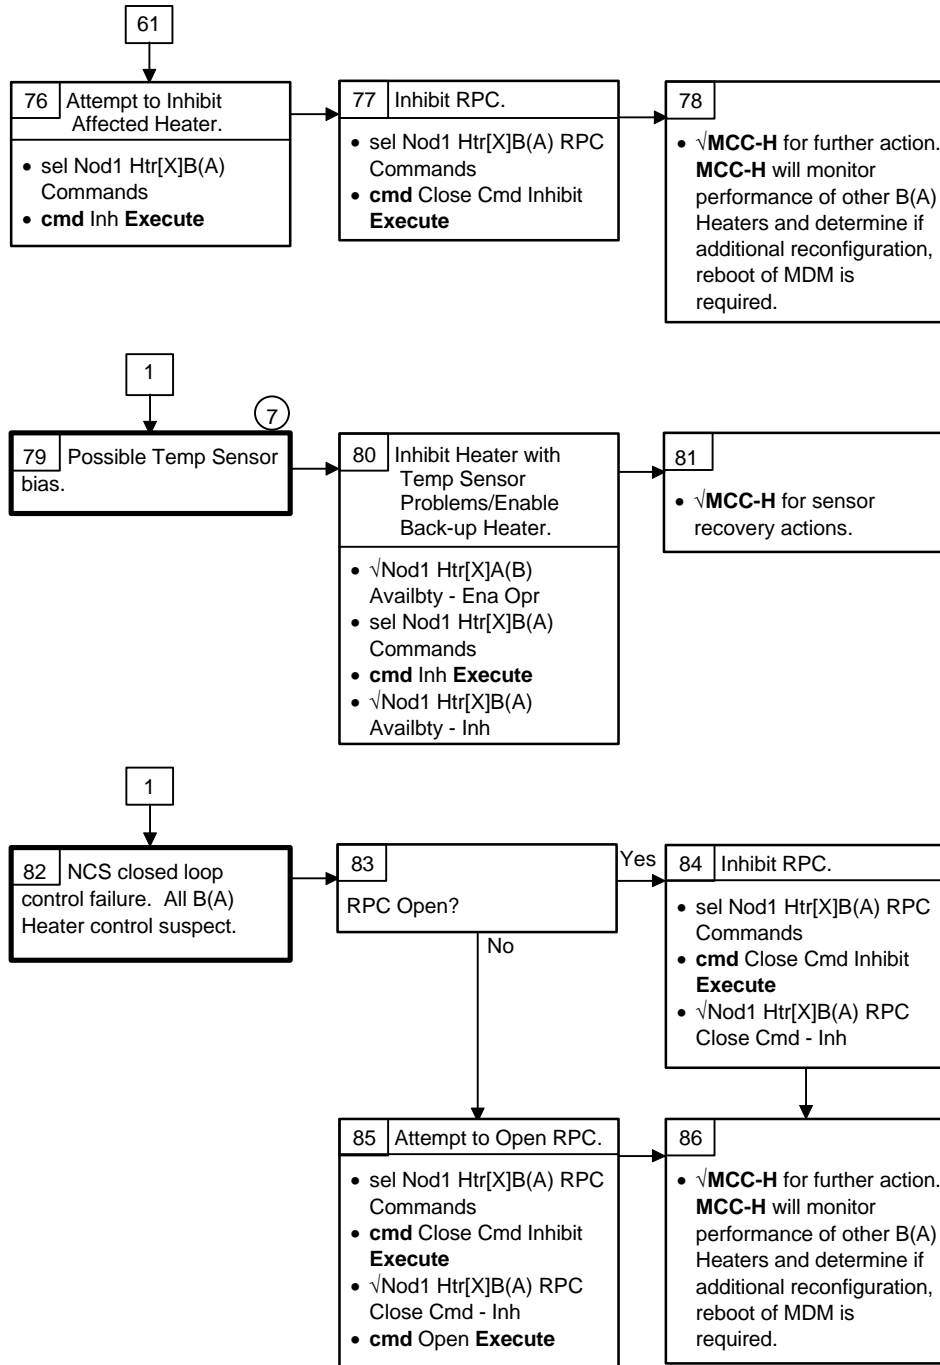 61
76 Attempt to Inhibit
Affected Heater.
• sel Nod1 Htr[X]B(A)
Commands
• cmd Inh Execute
77 Inhibit RPC.
• sel Nod1 Htr[X]B(A) RPC
Commands
• cmd Close Cmd Inhibit
Execute
78
• √MCC-H for further action.
MCC-H will monitor
performance of other B(A)
Heaters and determine if
additional reconfiguration,
reboot of MDM is
required.
1
7
79 Possible Temp Sensor
bias.
80 Inhibit Heater with
Temp Sensor
Problems/Enable
Back-up Heater.
• √Nod1 Htr[X]A(B)
Availbty - Ena Opr
• sel Nod1 Htr[X]B(A)
Commands
• cmd Inh Execute
• √Nod1 Htr[X]B(A)
Availbty - Inh
81
• √MCC-H for sensor
recovery actions.
1
82 NCS closed loop
control failure. All B(A)
Heater control suspect.
83
RPC Open?
Yes
No
84 Inhibit RPC.
• sel Nod1 Htr[X]B(A) RPC
Commands
• cmd Close Cmd Inhibit
Execute
• √Nod1 Htr[X]B(A) RPC
Close Cmd - Inh
85 Attempt to Open RPC.
• sel Nod1 Htr[X]B(A) RPC
Commands
• cmd Close Cmd Inhibit
Execute
• √Nod1 Htr[X]B(A) RPC
Close Cmd - Inh
• cmd Open Execute
86
• √MCC-H for further action.
MCC-H will monitor
performance of other B(A)
Heaters and determine if
additional reconfiguration,
reboot of MDM is
required.